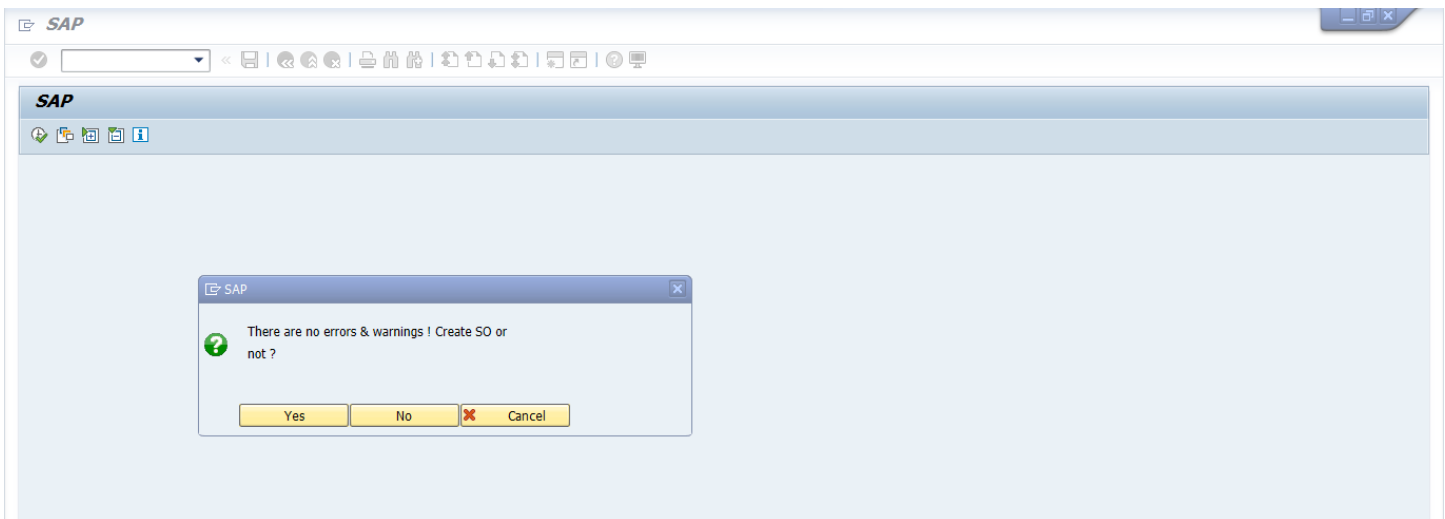 SAP
SAP
SAP
There are no errors & warnings ! Create SO or
not ?
Yes No Cancel